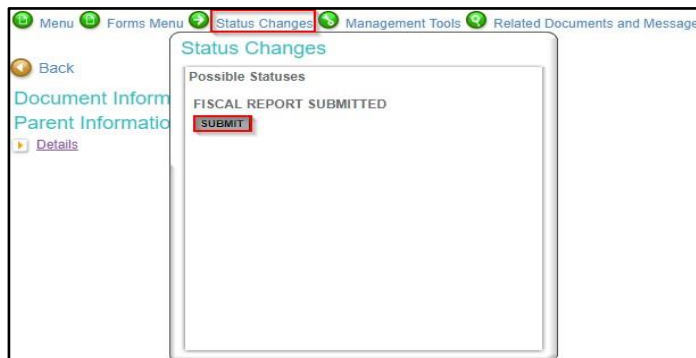 Menu Forms Menu Status Changes Management Tools Related Documents and Message
Status Changes
Back
Possible Statuses
Document Inform
FISCAL REPORT SUBMITTED
Parent Informatio
SUBMIT
Details